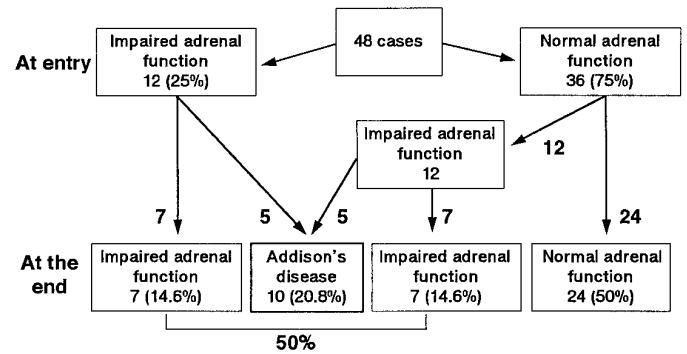 48 cases
At entry
Impaired adrenal
function
12 (25%)
Normal adrenal
function
36 (75%)
Impaired adrenal
function
12
12
7
5
5
7
24
At the
end
Impaired adrenal
function
7 (14.6%)
Addison's
disease
10 (20.8%)
Impaired adrenal
function
7 (14.6%)
Normal adrenal
function
24 (50%)
50%